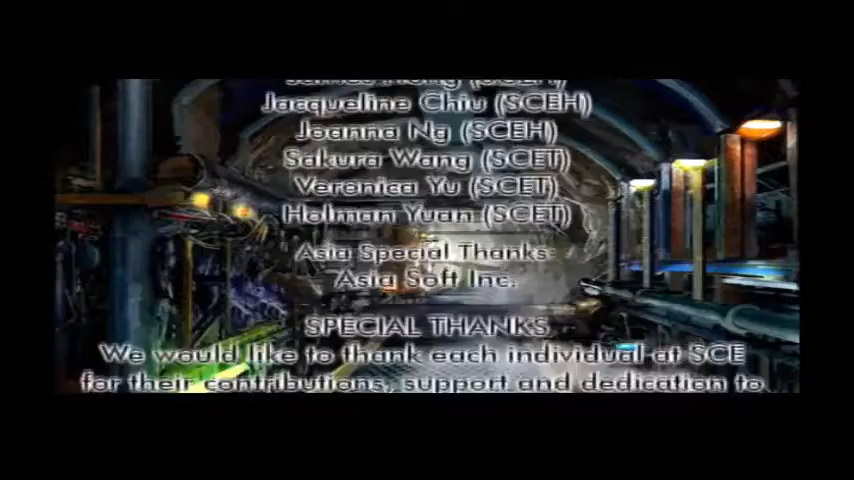 Jacqueline Chiu (SCEH)
Joanna Ng (SCEH)
Sakura Wang (SCET)
Veronica Yu (SCET)
Holman Yuan (SCET)
Asia Special Thanks
Asia Soft Inc.
SPECIAL THANKS
We would like to thank each individual at SCE
for their contributions, support and dedication to